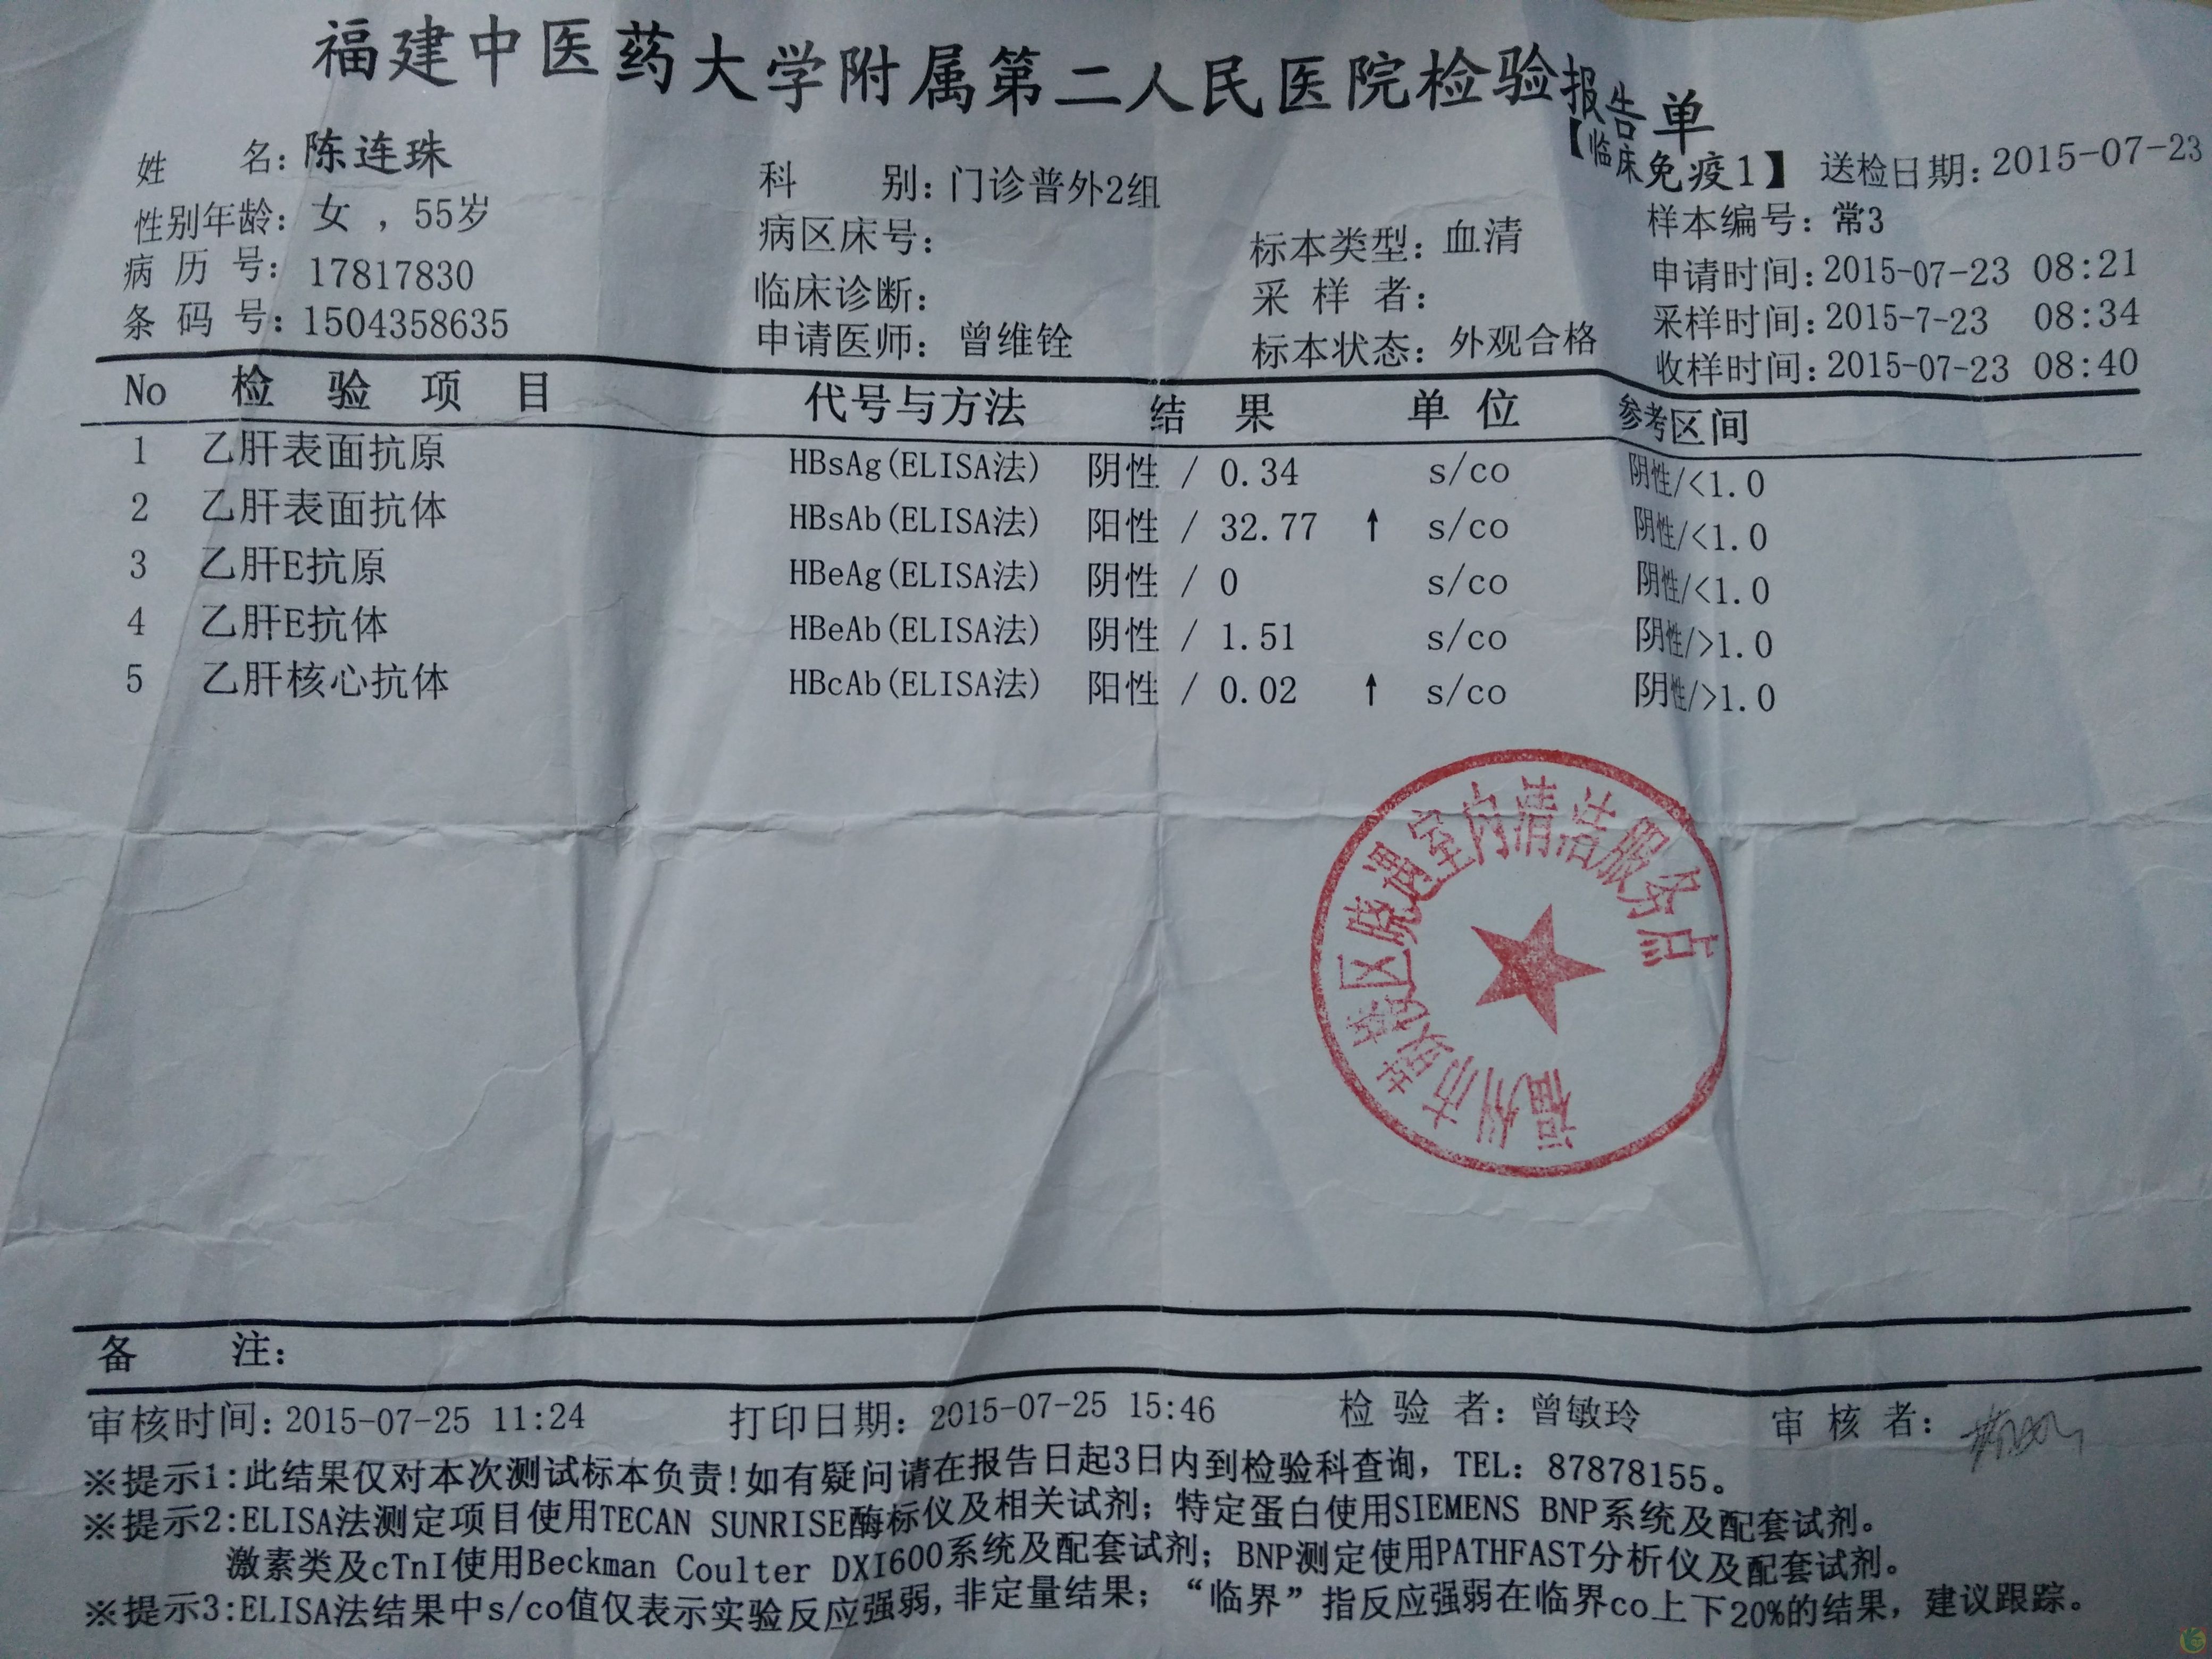 福建中医药大学附属第二人民医院检验报告单
【临床免疫1】 送检日期: 2015-07-23
姓 名: 陈连珠 科 别: 门诊普外2组 样本编号: 常3
性别年龄: 女 , 55岁 病区床号: 标本类型: 血清 申请时间: 2015-07-23 08:21
病 历 号: 17817830 临床诊断: 采 样 者: 采样时间: 2015-7-23 08:34
条 码 号: 1504358635 申请医师: 曾维铨 标本状态: 外观合格 收样时间: 2015-07-23 08:40
No 检 验 项 目 代号与方法 结 果 单 位 参考区间
1 乙肝表面抗原 HBsAg(ELISA法) 阴性 / 0.34 s/co 阴性/<1.0
2 乙肝表面抗体 HBsAb(ELISA法) 阳性 / 32.77 ↑ s/co 阴性/<1.0
3 乙肝E抗原 HBeAg(ELISA法) 阴性 / 0 s/co 阴性/<1.0
4 乙肝E抗体 HBeAb(ELISA法) 阴性 / 1.51 s/co 阴性/>1.0
5 乙肝核心抗体 HBcAb(ELISA法) 阳性 / 0.02 ↑ s/co 阴性/>1.0
福州市鼓楼区 室内清洁服务点
备 注:
审核时间: 2015-07-25 11:24 打印日期: 2015-07-25 15:46 检 验 者: 曾敏玲 审 核 者:
※提示1:此结果仅对本次测试标本负责!如有疑问请在报告日起3日内到检验科查询, TEL: 87878155。
※提示2:ELISA法测定项目使用TECAN SUNRISE酶标仪及相关试剂; 特定蛋白使用SIEMENS BNP系统及配套试剂。
激素类及cTnI使用Beckman Coulter DXI600系统及配套试剂; BNP测定使用PATHFAST分析仪及配套试剂。
※提示3:ELISA法结果中s/co值仅表示实验反应强弱, 非定量结果; “临界” 指反应强弱在临界co上下20%的结果, 建议跟踪。